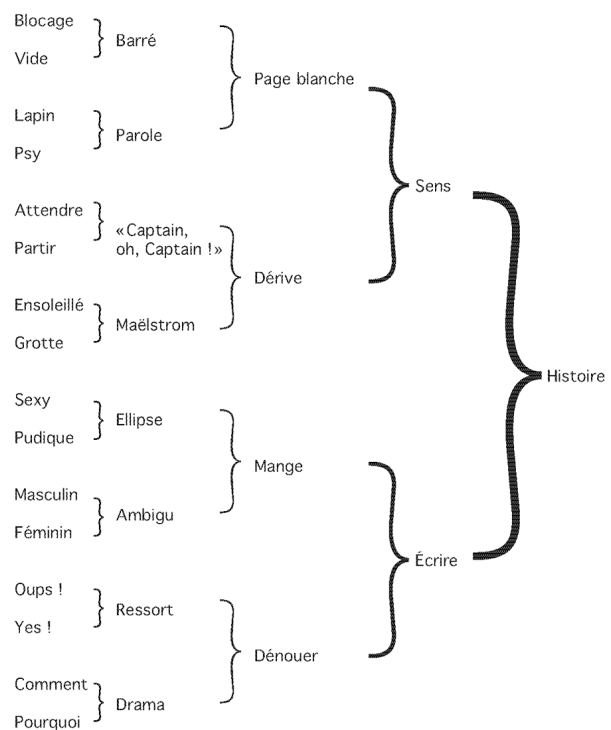 Blocage
Barré
Vide
Page blanche
Lapin
Parole
Psy
Sens
Attendre
«Captain,
oh, Captain !»
Partir
Dérive
Ensoleillé
Maëlstrom
Grotte
Histoire
Sexy
Ellipse
Pudique
Mange
Masculin
Ambigu
Féminin
Écrire
Oups !
Ressort
Yes !
Dénouer
Comment
Drama
Pourquoi